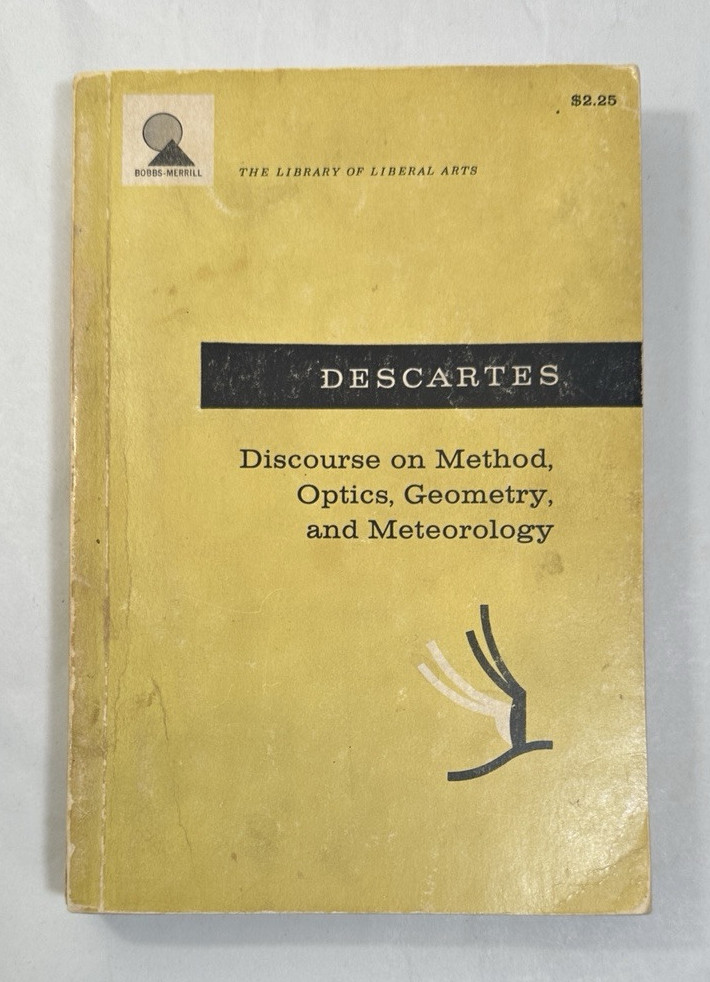 $2.25
BOBBS-MERRILL
THE LIBRARY OF LIBERAL ARTS
DESCARTES
Discourse on Method,
Optics, Geometry,
and Meteorology